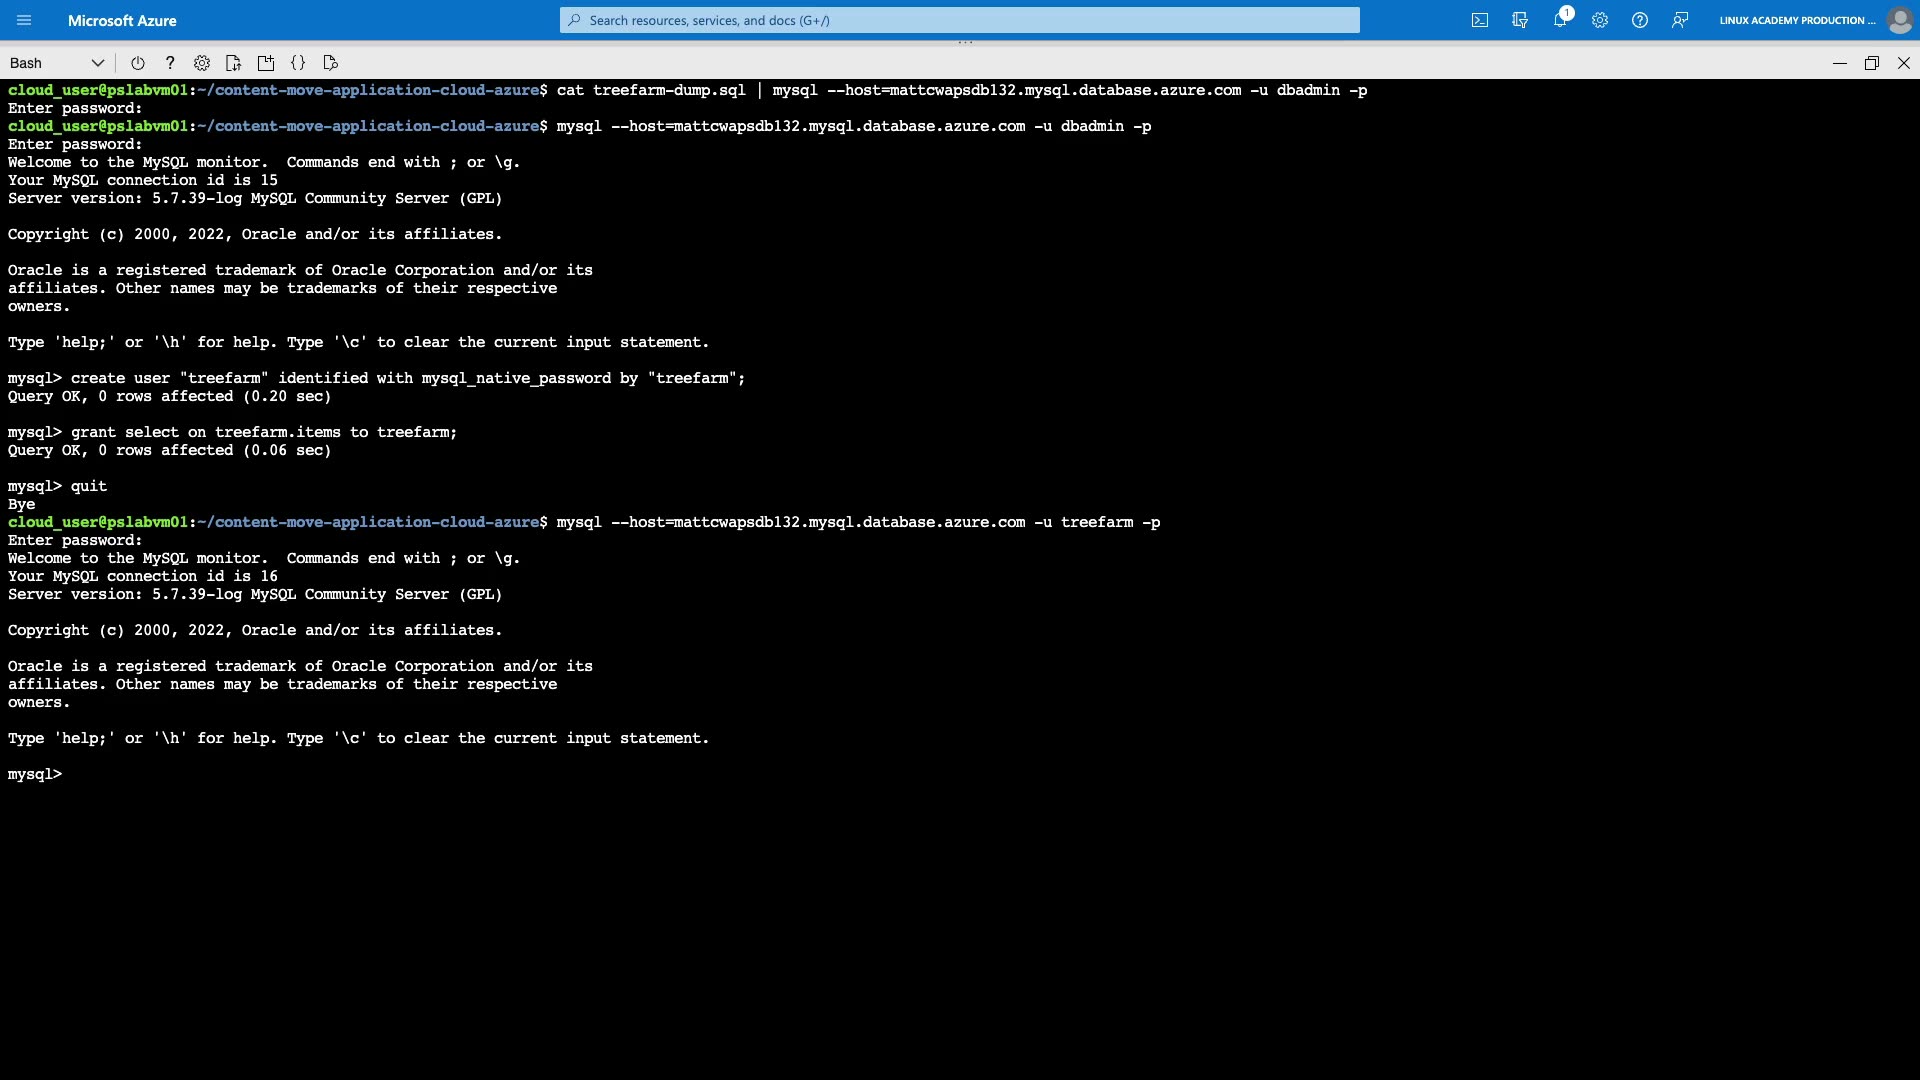 Microsoft Azure
Search resources, services, and docs (G+/)
1
LINUX ACADEMY PRODUCTION ...
Bash
cloud_user@pslabvm01:~/content-move-application-cloud-azure$ cat treefarm-dump.sql | mysql --host=mattcwapsdb132.mysql.database.azure.com -u dbadmin -p
Enter password:
cloud_user@pslabvm01:~/content-move-application-cloud-azure$ mysql --host=mattcwapsdb132.mysql.database.azure.com -u dbadmin -p
Enter password:
Welcome to the MySQL monitor.  Commands end with ; or \g.
Your MySQL connection id is 15
Server version: 5.7.39-log MySQL Community Server (GPL)
Copyright (c) 2000, 2022, Oracle and/or its affiliates.
Oracle is a registered trademark of Oracle Corporation and/or its
affiliates. Other names may be trademarks of their respective
owners.
Type 'help;' or '\h' for help. Type '\c' to clear the current input statement.
mysql> create user "treefarm" identified with mysql_native_password by "treefarm";
Query OK, 0 rows affected (0.20 sec)
mysql> grant select on treefarm.items to treefarm;
Query OK, 0 rows affected (0.06 sec)
mysql> quit
Bye
cloud_user@pslabvm01:~/content-move-application-cloud-azure$ mysql --host=mattcwapsdb132.mysql.database.azure.com -u treefarm -p
Enter password:
Welcome to the MySQL monitor.  Commands end with ; or \g.
Your MySQL connection id is 16
Server version: 5.7.39-log MySQL Community Server (GPL)
Copyright (c) 2000, 2022, Oracle and/or its affiliates.
Oracle is a registered trademark of Oracle Corporation and/or its
affiliates. Other names may be trademarks of their respective
owners.
Type 'help;' or '\h' for help. Type '\c' to clear the current input statement.
mysql>